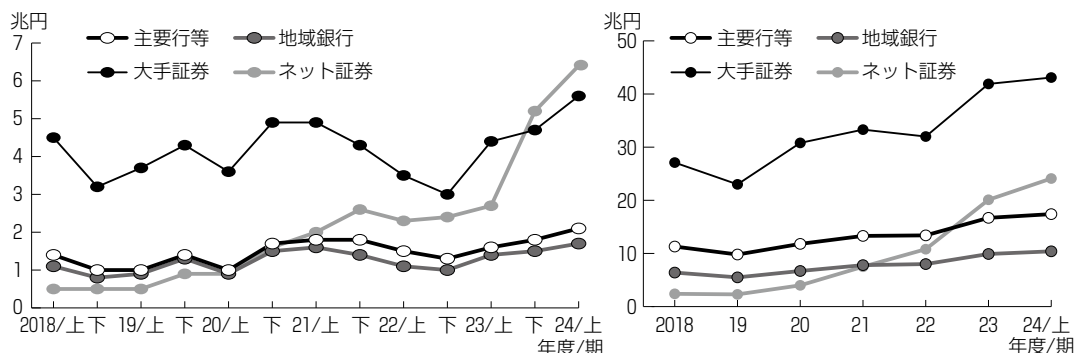 兆円
7
6
5
4
3
2
1
0
主要行等
地域銀行
大手証券
ネット証券
2018/上 下 19/上 下 20/上 下 21/上 下 22/上 下 23/上 下 24/上
年度/期
兆円
50
40
30
20
10
0
主要行等
地域銀行
大手証券
ネット証券
2018 19 20 21 22 23 24/上
年度/期